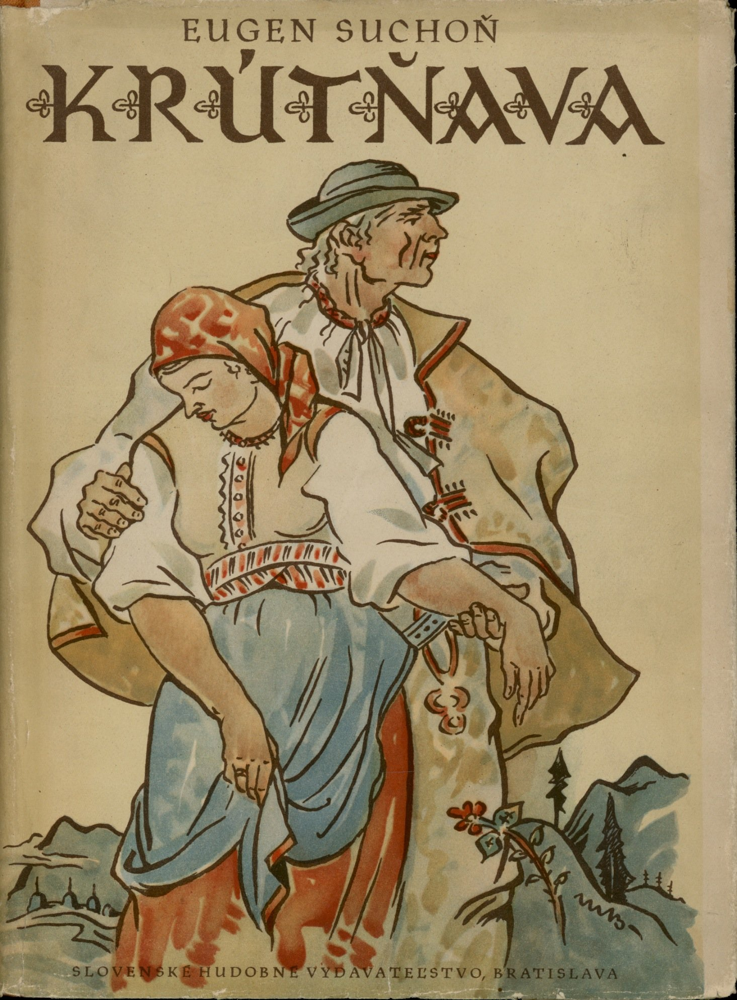 EUGEN SUCHOŇ
KRÚTŇAVA
SLOVENSKÉ HUDOBNÉ VYDAVATEĽSTVO, BRATISLAVA